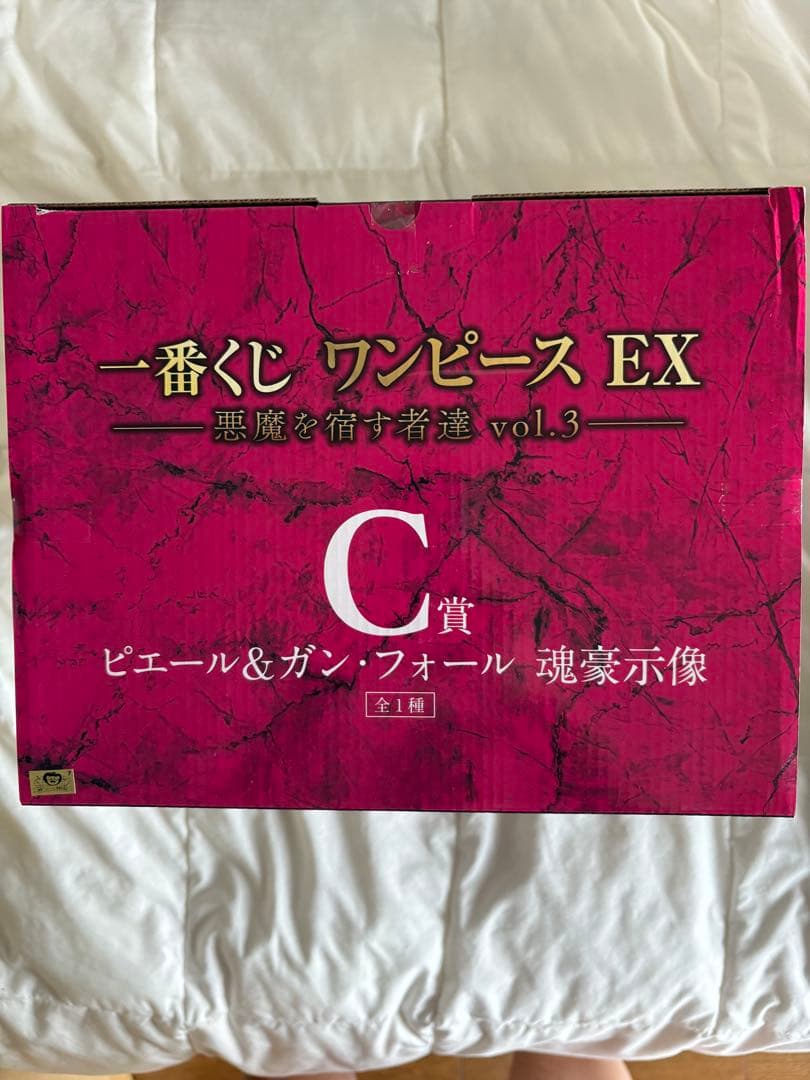 一番くじ ワンピース EX
悪魔を宿す者達 vol.3
C賞
ピエール&ガン・フォール 魂豪示像
全1種